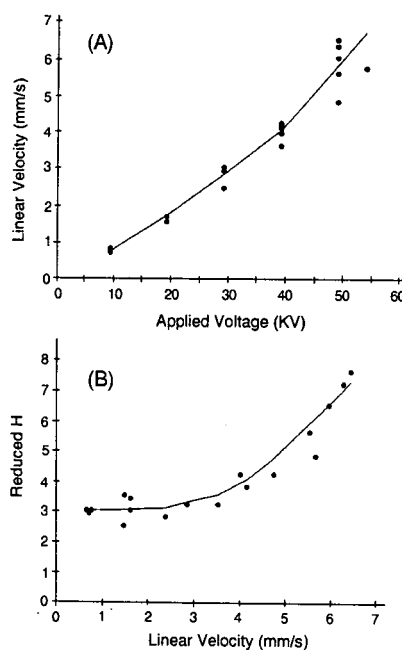 (A)
Linear Velocity (mm/s)
7
6
5
4
3
2
1
0
0 10 20 30 40 50 60
Applied Voltage (KV)
(B)
Reduced H
8
7
6
5
4
3
2
1
0
0 1 2 3 4 5 6 7
Linear Velocity (mm/s)